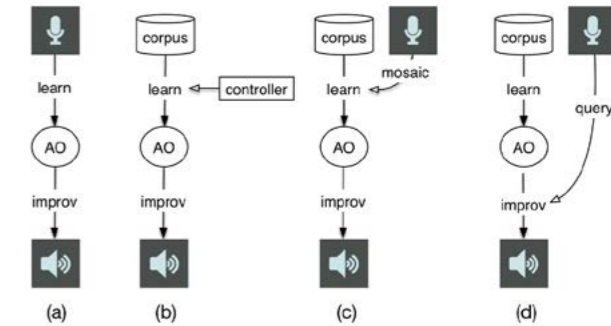 corpus
corpus
corpus
mosaic
learn
learn
controller
learn
learn
query
AO
AO
AO
AO
improv
improv
improv
improv
(a)
(b)
(c)
(d)